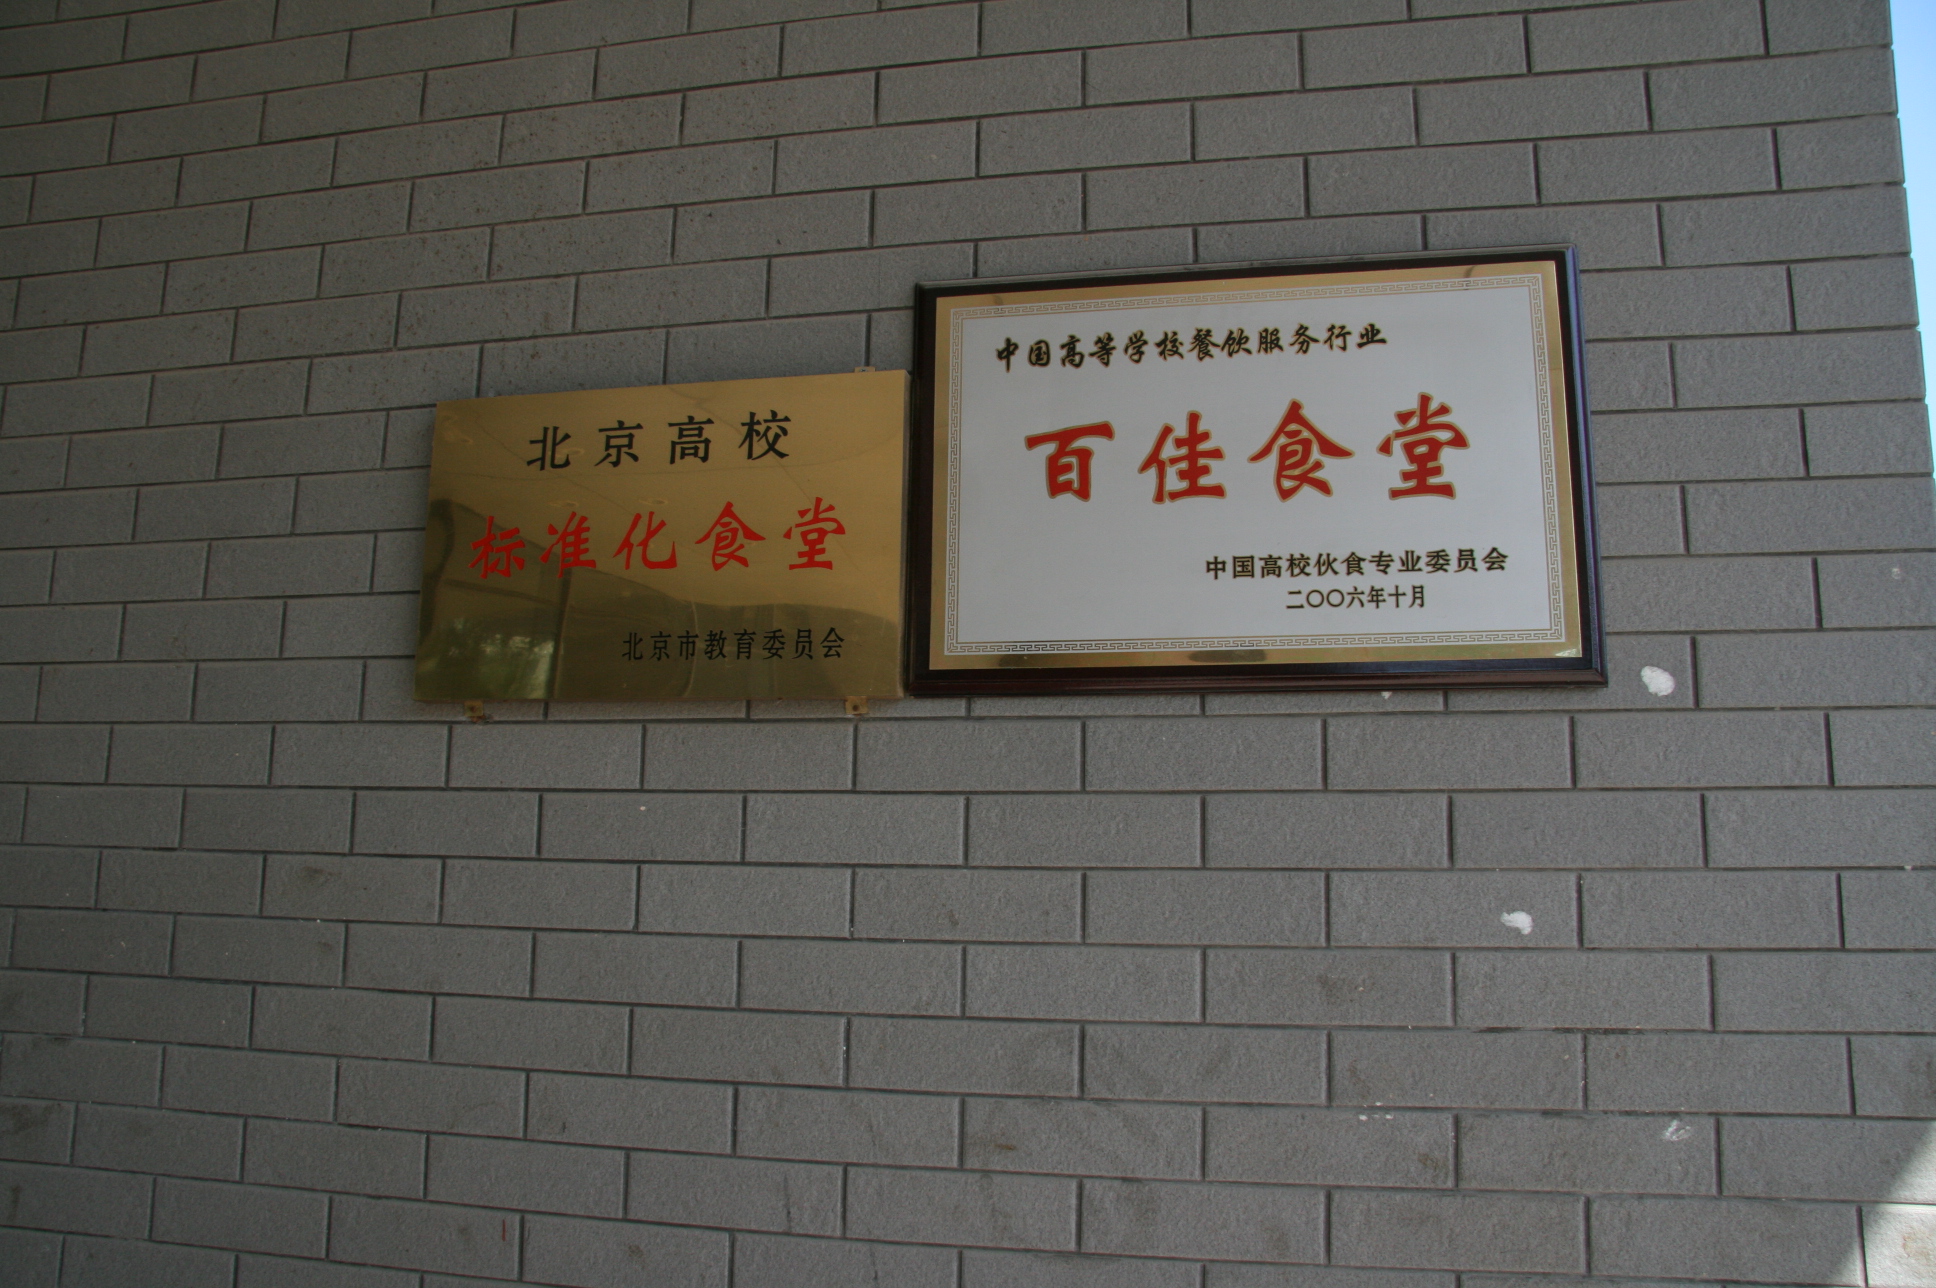 北京高校
标准化食堂
北京市教育委员会
中国高等学校餐饮服务行业
百佳食堂
中国高校伙食专业委员会
二〇〇六年十月